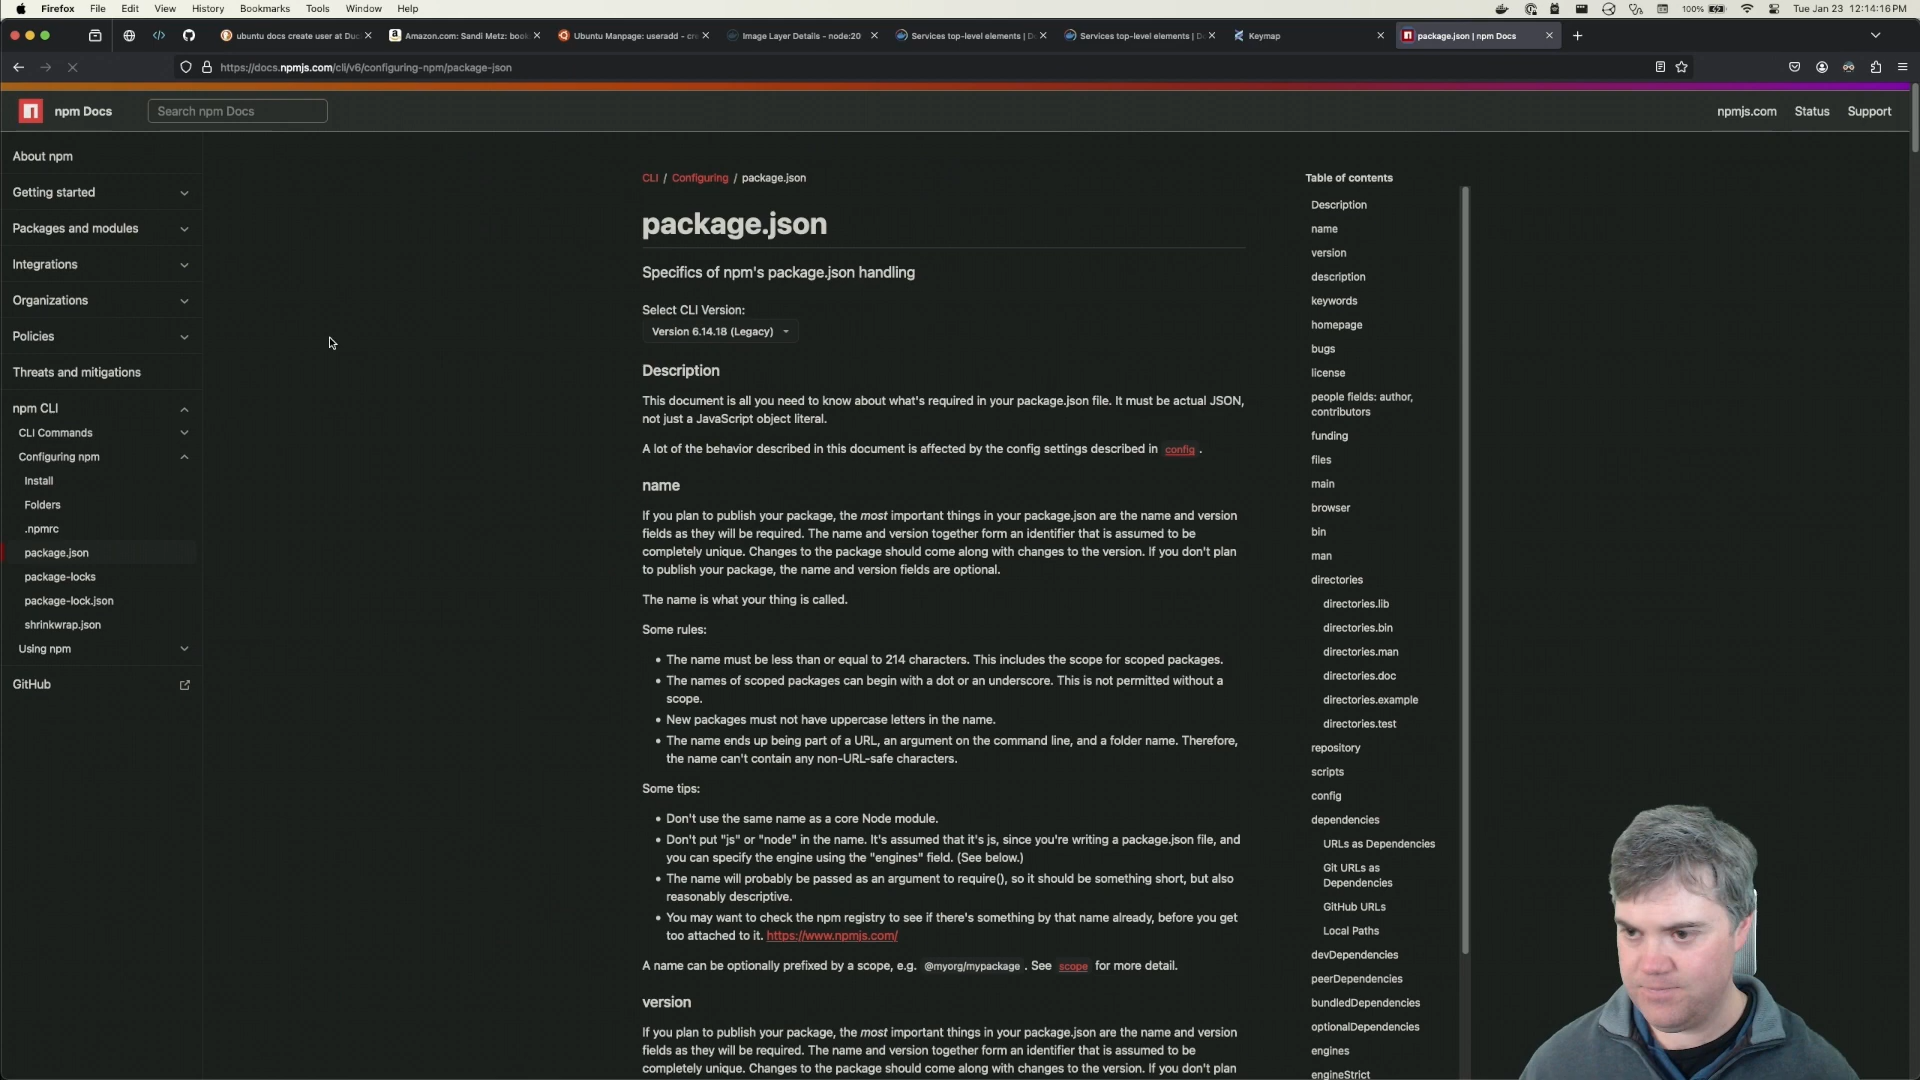 Firefox File Edit View History Bookmarks Tools Window Help
100% Tue Jan 23 12:14:16 PM
ubuntu docs create user at Duc
Amazon.com: Sandi Metz: book
Ubuntu Manpage: useradd - cre
Image Layer Details - node:20
Services top-level elements | D
Services top-level elements | D
Keymap
package.json | npm Docs
https://docs.npmjs.com/cli/v6/configuring-npm/package-json
npm Docs
Search npm Docs
npmjs.com Status Support
About npm
Getting started
Packages and modules
Integrations
Organizations
Policies
Threats and mitigations
npm CLI
CLI Commands
Configuring npm
Install
Folders
.npmrc
package.json
package-locks
package-lock.json
shrinkwrap.json
Using npm
GitHub
CLI / Configuring / package.json
package.json
Specifics of npm's package.json handling
Select CLI Version:
Version 6.14.18 (Legacy)
Description
This document is all you need to know about what's required in your package.json file. It must be actual JSON,
not just a JavaScript object literal.
A lot of the behavior described in this document is affected by the config settings described in config .
name
If you plan to publish your package, the most important things in your package.json are the name and version
fields as they will be required. The name and version together form an identifier that is assumed to be
completely unique. Changes to the package should come along with changes to the version. If you don't plan
to publish your package, the name and version fields are optional.
The name is what your thing is called.
Some rules:
• The name must be less than or equal to 214 characters. This includes the scope for scoped packages.
• The names of scoped packages can begin with a dot or an underscore. This is not permitted without a
scope.
• New packages must not have uppercase letters in the name.
• The name ends up being part of a URL, an argument on the command line, and a folder name. Therefore,
the name can't contain any non-URL-safe characters.
Some tips:
• Don't use the same name as a core Node module.
• Don't put "js" or "node" in the name. It's assumed that it's js, since you're writing a package.json file, and
you can specify the engine using the "engines" field. (See below.)
• The name will probably be passed as an argument to require(), so it should be something short, but also
reasonably descriptive.
• You may want to check the npm registry to see if there's something by that name already, before you get
too attached to it. https://www.npmjs.com/
A name can be optionally prefixed by a scope, e.g. @myorg/mypackage . See scope for more detail.
version
If you plan to publish your package, the most important things in your package.json are the name and version
fields as they will be required. The name and version together form an identifier that is assumed to be
completely unique. Changes to the package should come along with changes to the version. If you don't plan
Table of contents
Description
name
version
description
keywords
homepage
bugs
license
people fields: author,
contributors
funding
files
main
browser
bin
man
directories
directories.lib
directories.bin
directories.man
directories.doc
directories.example
directories.test
repository
scripts
config
dependencies
URLs as Dependencies
Git URLs as
Dependencies
GitHub URLs
Local Paths
devDependencies
peerDependencies
bundledDependencies
optionalDependencies
engines
engineStrict